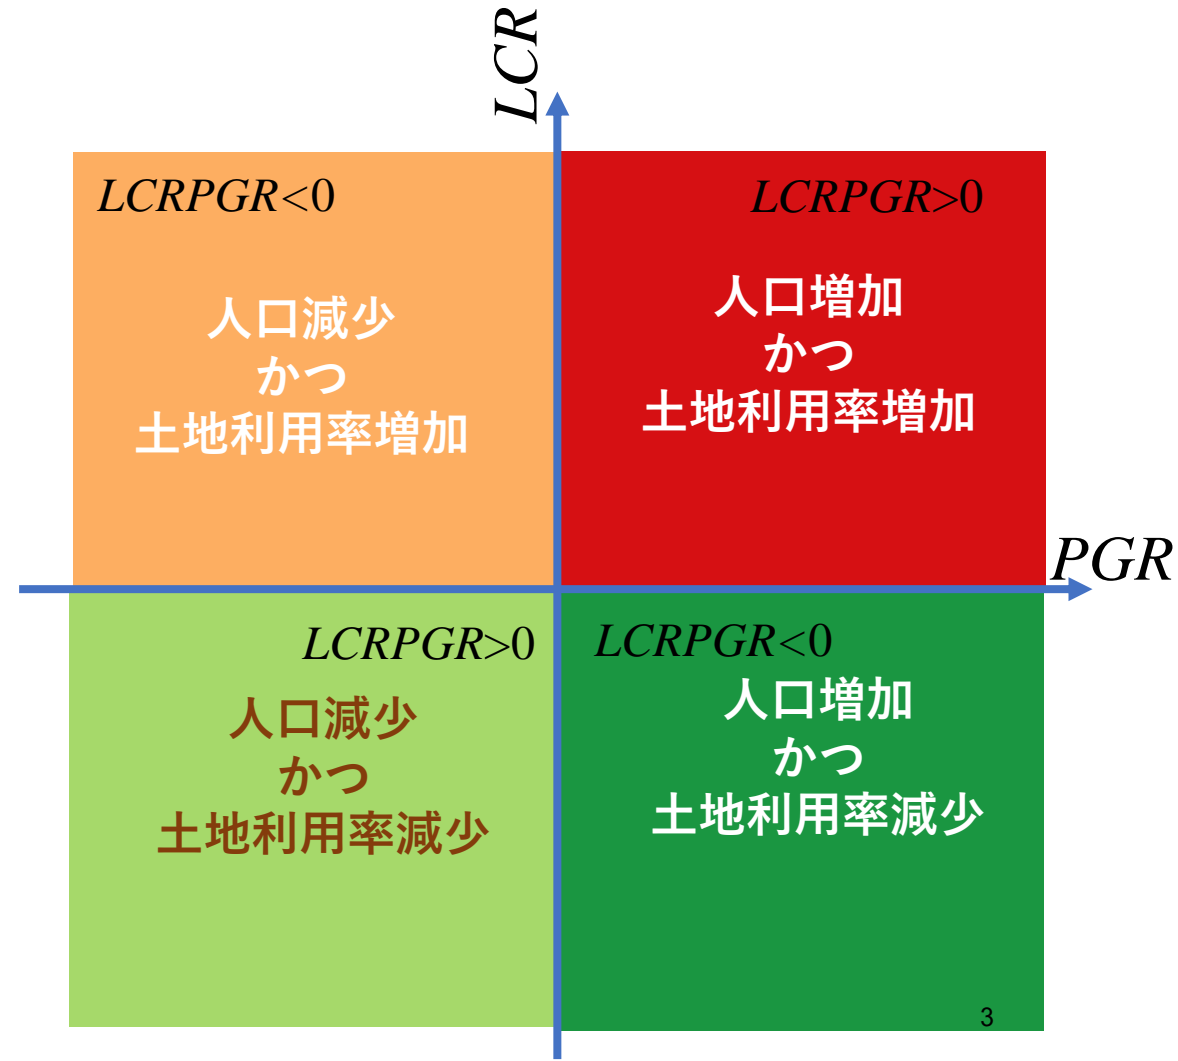 LCR
LCRPGR<0
人口減少
かつ
土地利用率増加
LCRPGR>0
人口増加
かつ
土地利用率増加
PGR
LCRPGR>0
人口減少
かつ
土地利用率減少
LCRPGR<0
人口増加
かつ
土地利用率減少
3